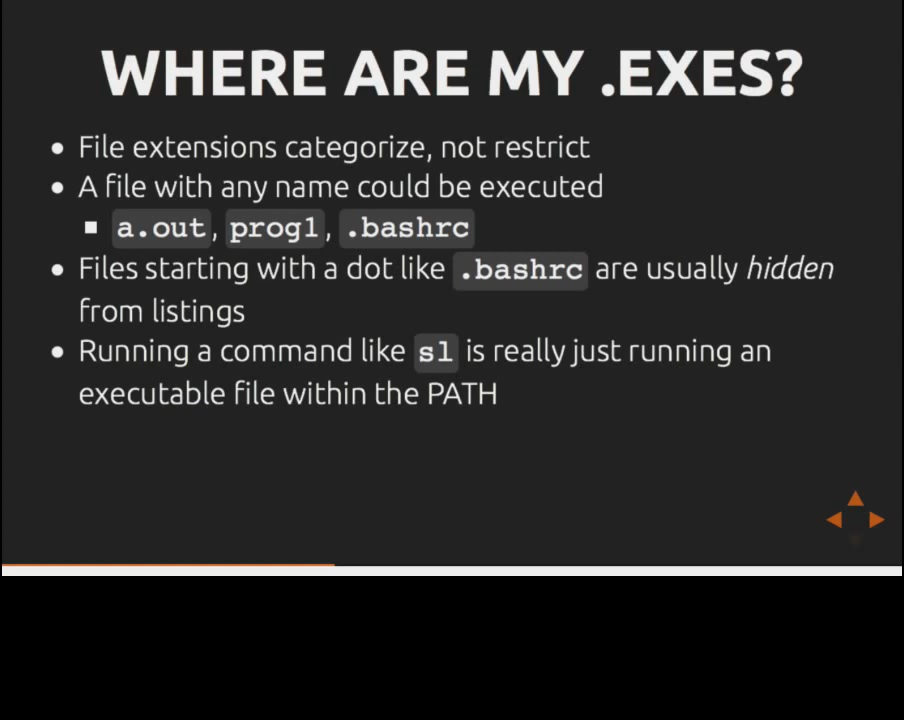 WHERE ARE MY .EXES?
File extensions categorize, not restrict
A file with any name could be executed
a.out, prog1, .bashrc
Files starting with a dot like .bashrc are usually hidden
from listings
Running a command like sl is really just running an
executable file within the PATH